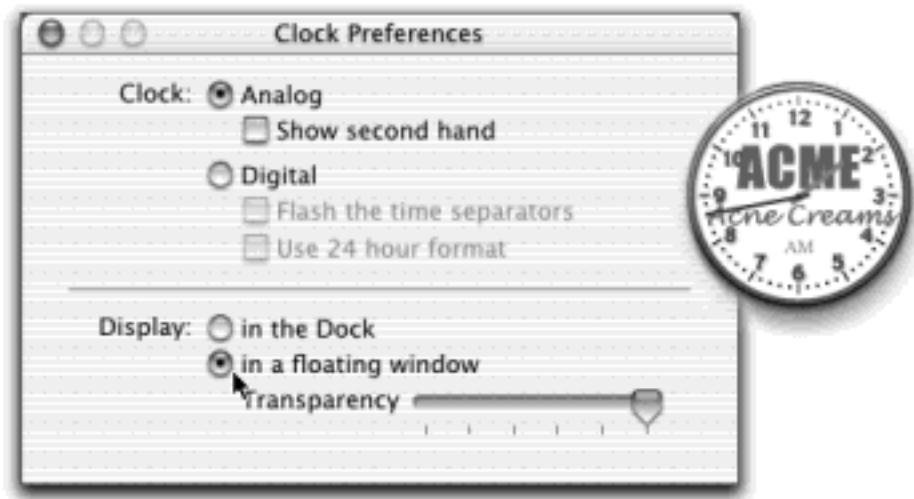 Clock Preferences
Clock: Analog
Show second hand
Digital
Flash the time separators
Use 24 hour format
Display: in the Dock
in a floating window
Transparency
12
11 1
10 ACME 2
9 3
Acne Creams
8 4
AM
7 5
6